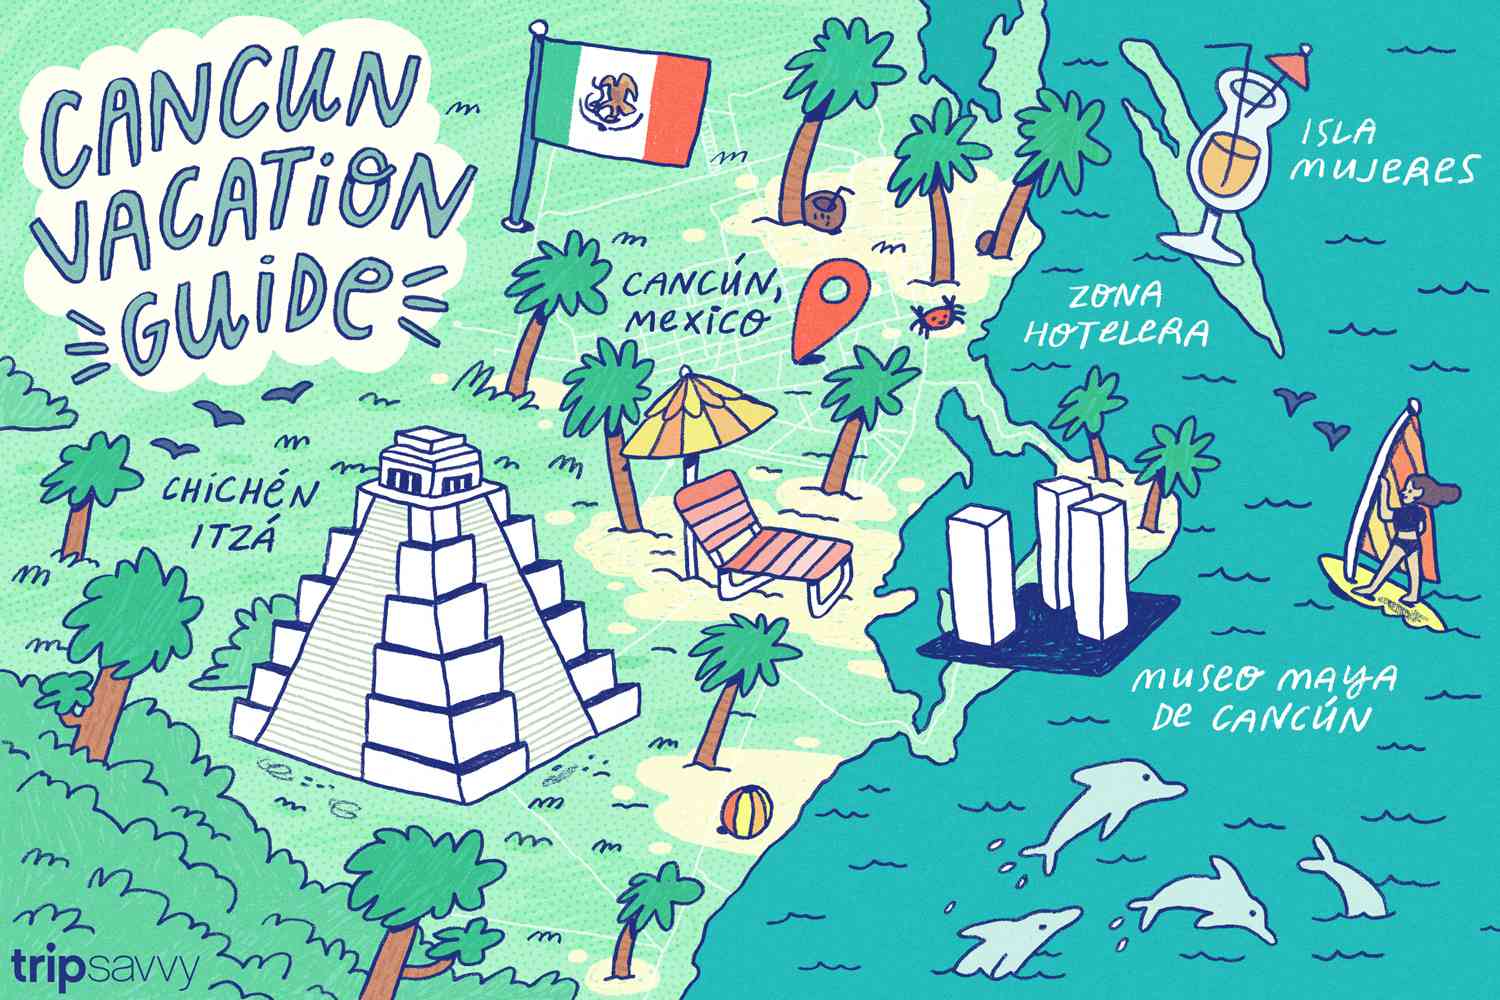 CANCUN
VACATION
GUIDE
CANCÚN,
MEXICO
ISLA
MUJERES
ZONA
HOTELERA
CHICHÉN
ITZÁ
MUSEO MAYA
DE CANCÚN
tripsavvy